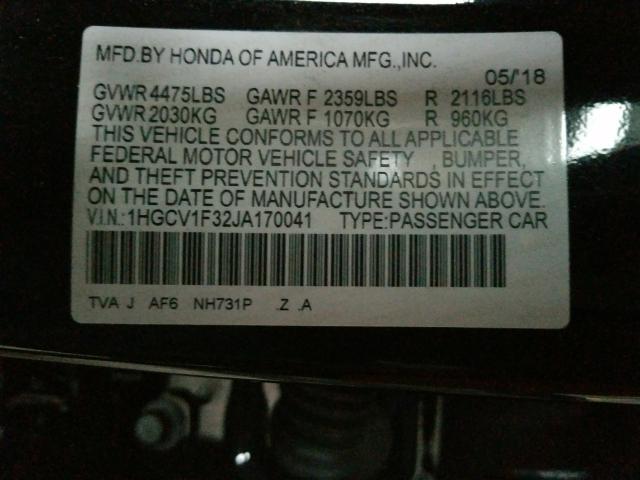 MFD.BY HONDA OF AMERICA MFG.,INC.
05/'18
GVWR 4475LBS GAWR F 2359LBS R 2116LBS
GVWR 2030KG GAWR F 1070KG R 960KG
THIS VEHICLE CONFORMS TO ALL APPLICABLE
FEDERAL MOTOR VEHICLE SAFETY , BUMPER,
AND THEFT PREVENTION STANDARDS IN EFFECT
ON THE DATE OF MANUFACTURE SHOWN ABOVE.
V.I.N.:1HGCV1F32JA170041 TYPE:PASSENGER CAR
TVA J AF6 NH731P .Z .A